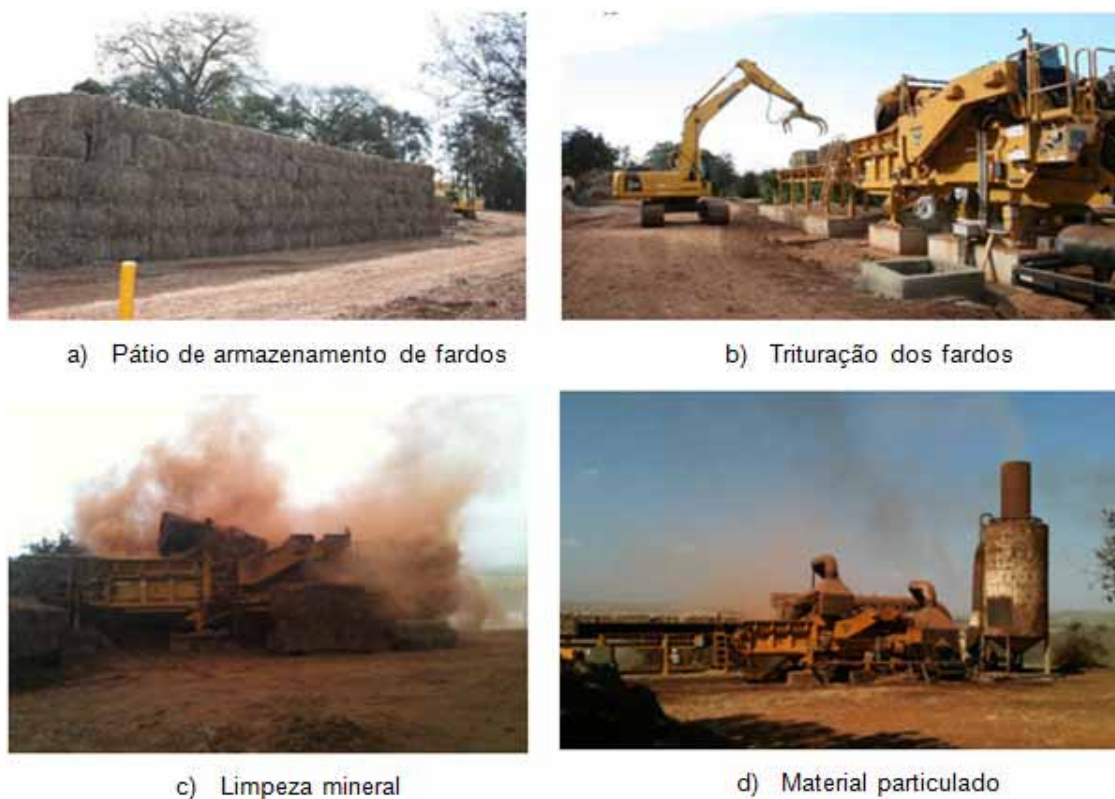 a) Pátio de armazenamento de fardos
b) Trituração dos fardos
c) Limpeza mineral
d) Material particulado